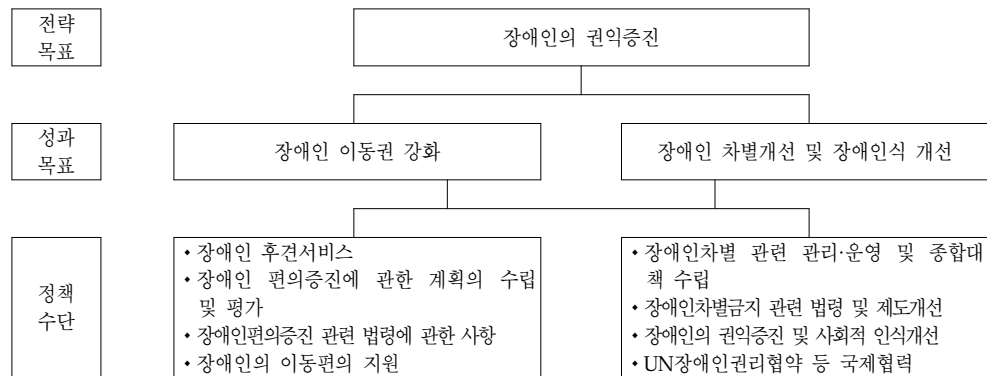 전략
목표
장애인의 권익증진
성과
목표
장애인 이동권 강화
장애인 차별개선 및 장애인식 개선
정책
수단
• 장애인 후견서비스
• 장애인 편의증진에 관한 계획의 수립
및 평가
• 장애인편의증진 관련 법령에 관한 사항
• 장애인의 이동편의 지원
• 장애인차별 관련 관리·운영 및 종합대
책 수립
• 장애인차별금지 관련 법령 및 제도개선
• 장애인의 권익증진 및 사회적 인식개선
• UN장애인권리협약 등 국제협력